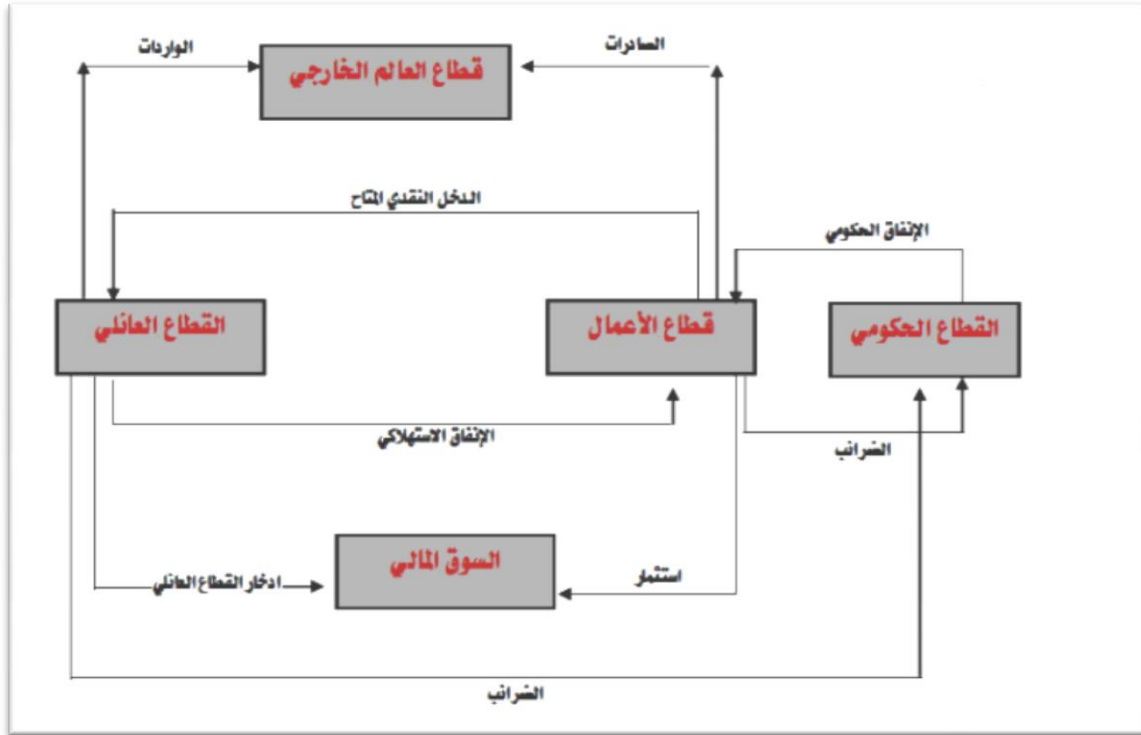 الصادرات
الواردات
قطاع العالم الخارجي
الدخل النقدي المتاح
الإنفاق الحكومي
القطاع الحكومي
قطاع الأعمال
القطاع العائلي
الإنفاق الاستهلاكي
الضرائب
السوق المالي
استثمار
ادخار القطاع العائلي
الضرائب